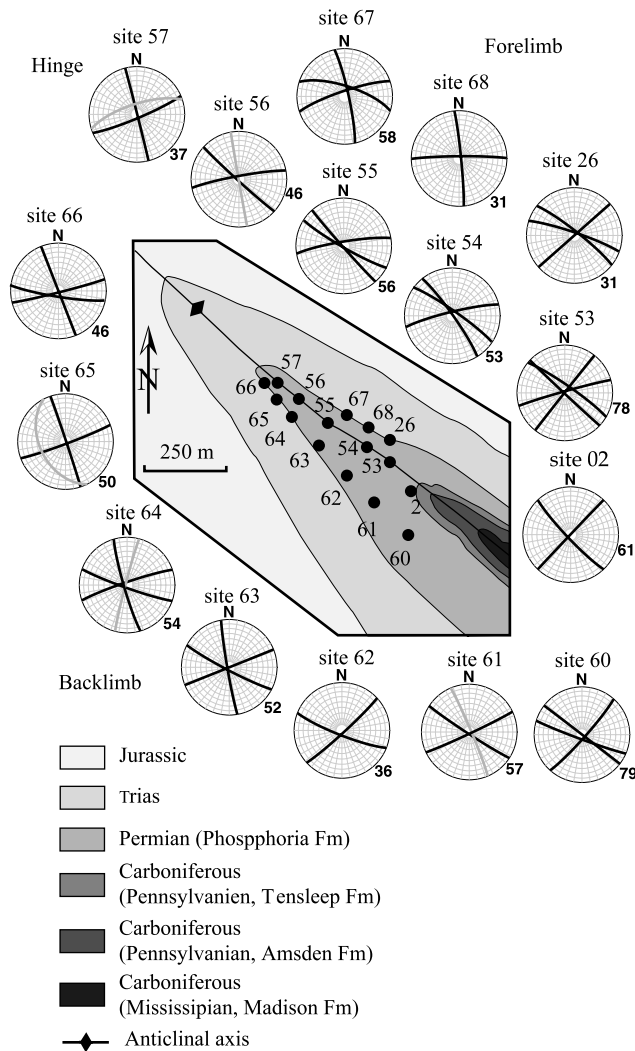 site 67
site 57
N
Forelimb
Hinge
N
site 68
site 56
N
58
N
37
site 26
site 55
N
N
46
31
site 66
site 54
N
N
56
31
site 53
N
46
53
site 65
N
N
57
66
56
67
78
65
55
68
26
site 02
N
250 m
64
54
63
53
50
62
2
site 64
61
N
60
61
site 63
54
N
site 62
site 61
site 60
Backlimb
N
N
N
52
36
57
79
Jurassic
Trias
Permian (Phospphoria Fm)
Carboniferous
(Pennsylvanien, Tensleep Fm)
Carboniferous
(Pennsylvanian, Amsden Fm)
Carboniferous
(Mississipian, Madison Fm)
Anticlinal axis